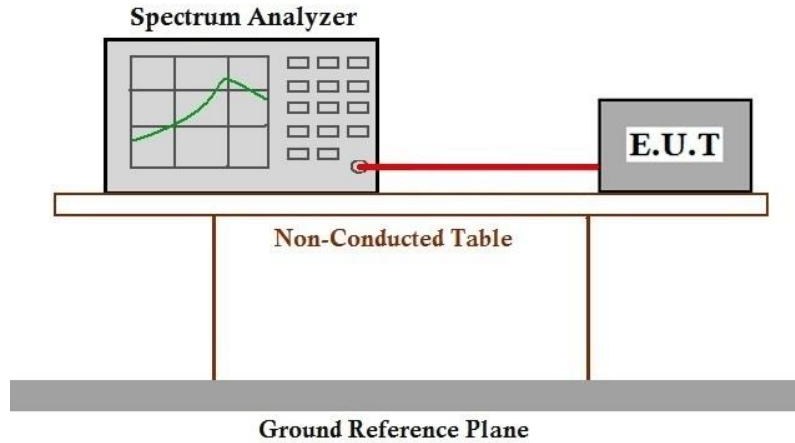 Spectrum Analyzer
E.U.T
Non-Conducted Table
Ground Reference Plane